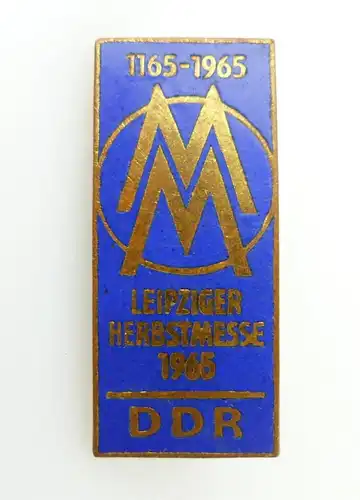 1165-1965
MM
LEIPZIGER
HERBSTMESSE
1965
DDR